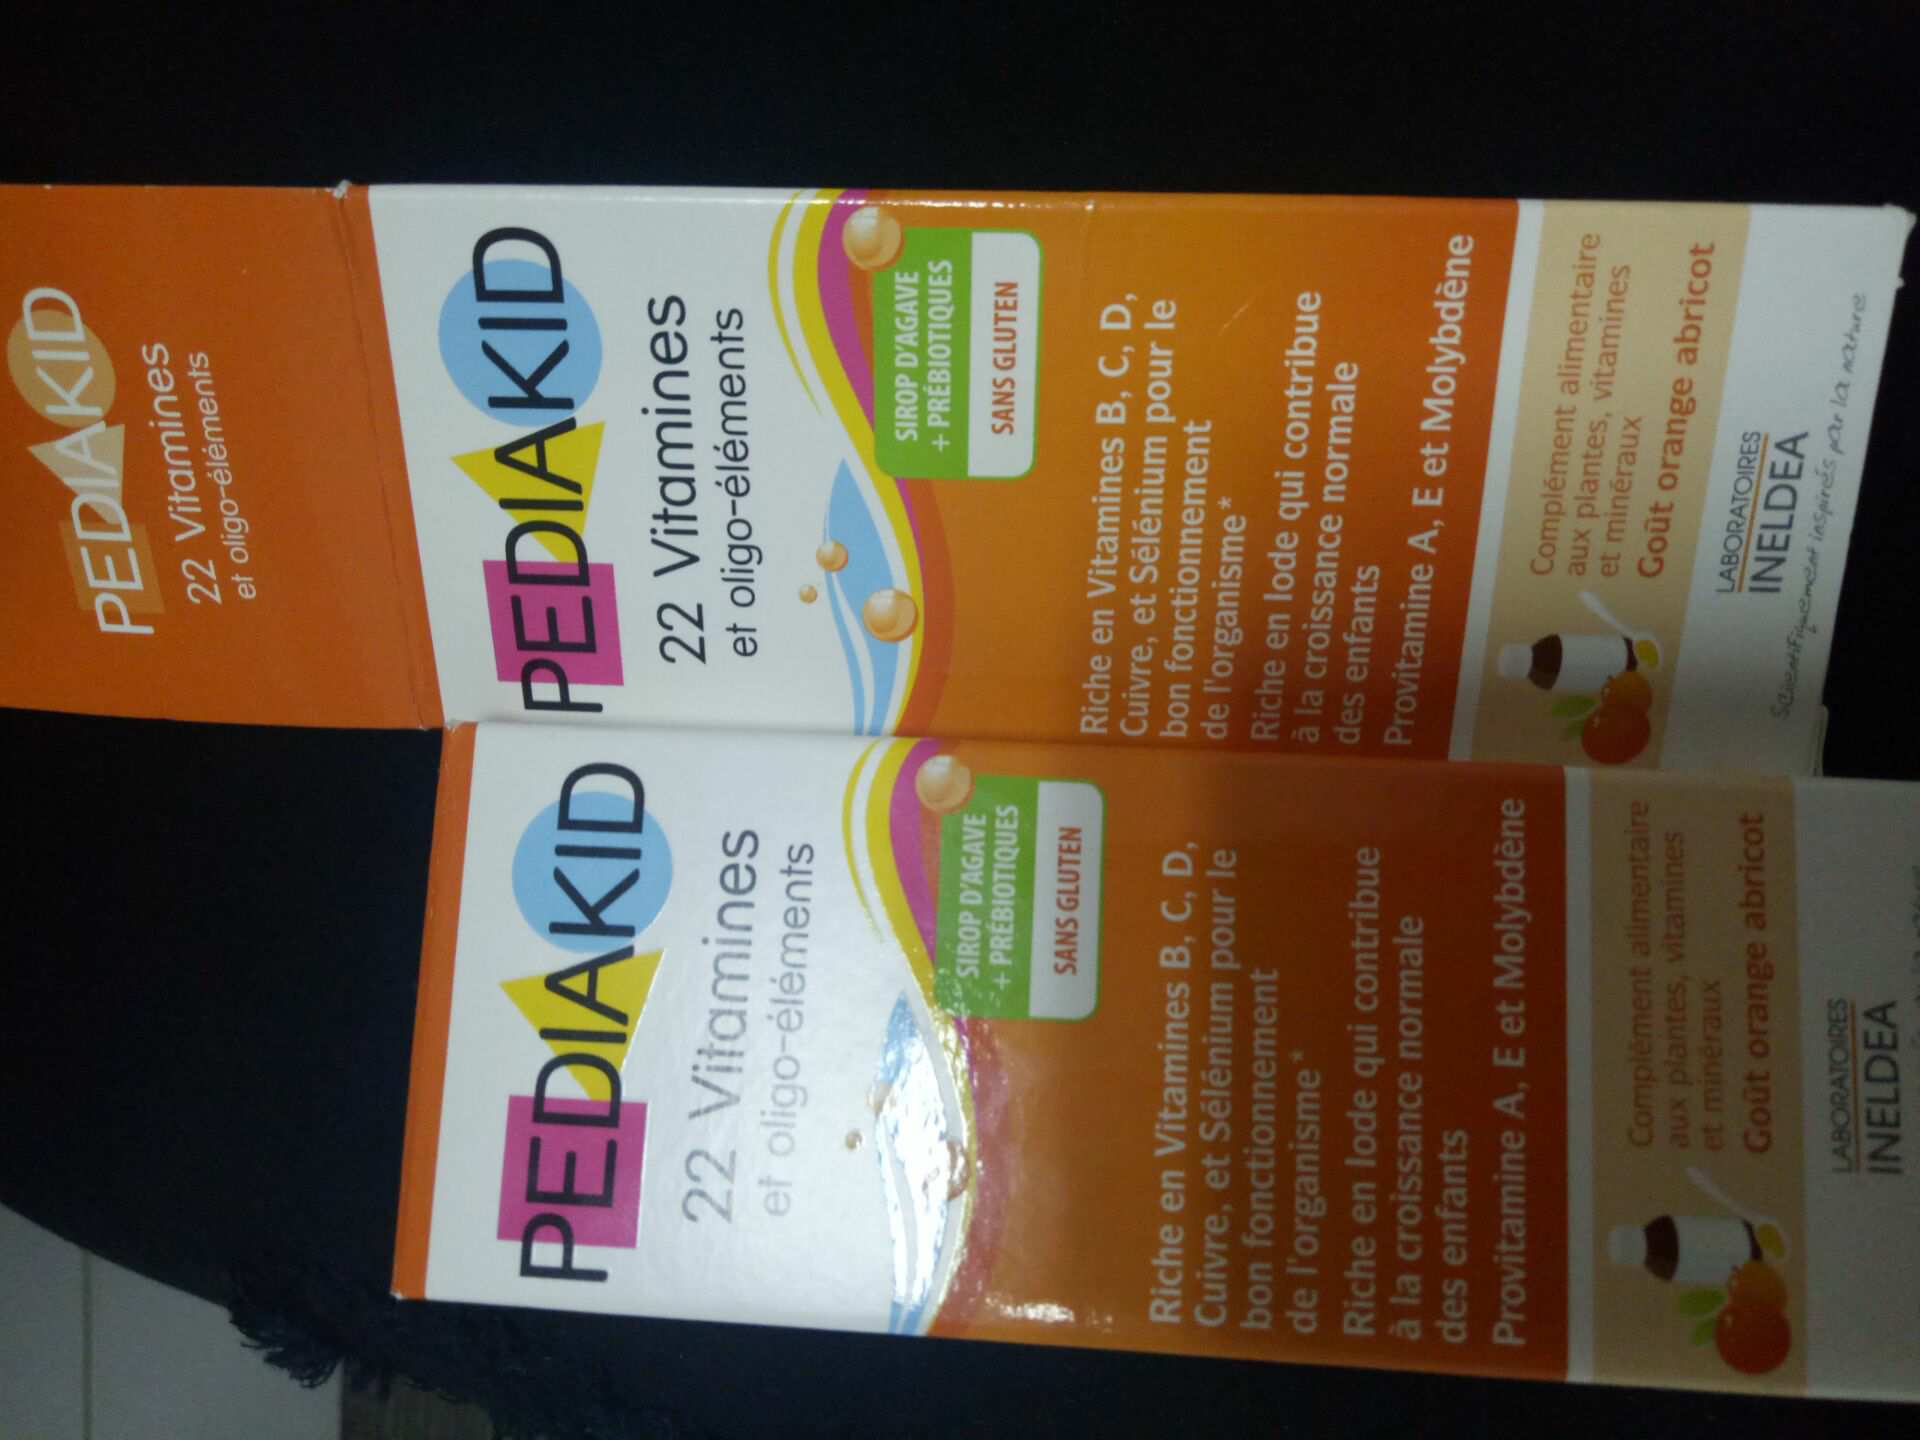 PEDIAKID
22 Vitamines
et oligo-éléments
PEDIAKID
22 Vitamines
et oligo-éléments
SIROP D'AGAVE
+ PRÉBIOTIQUES
SANS GLUTEN
Riche en Vitamines B, C, D,
Cuivre, et Sélénium pour le
bon fonctionnement
de l'organisme*
Riche en Iode qui contribue
à la croissance normale
des enfants
Provitamine A, E et Molybdène
Complément alimentaire
aux plantes, vitamines
et minéraux
Goût orange abricot
LABORATOIRES
INELDEA
Scientifiquement inspirés par la nature
PEDIAKID
22 Vitamines
et oligo-éléments
SIROP D'AGAVE
+ PRÉBIOTIQUES
SANS GLUTEN
Riche en Vitamines B, C, D,
Cuivre, et Sélénium pour le
bon fonctionnement
de l'organisme*
Riche en Iode qui contribue
à la croissance normale
des enfants
Provitamine A, E et Molybdène
Complément alimentaire
aux plantes, vitamines
et minéraux
Goût orange abricot
LABORATOIRES
INELDEA